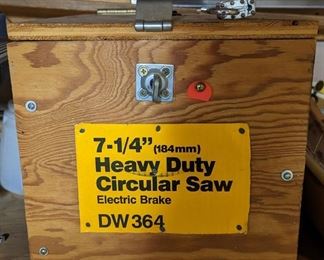 7-1/4” (184mm)
Heavy Duty
Circular Saw
Electric Brake
DW364